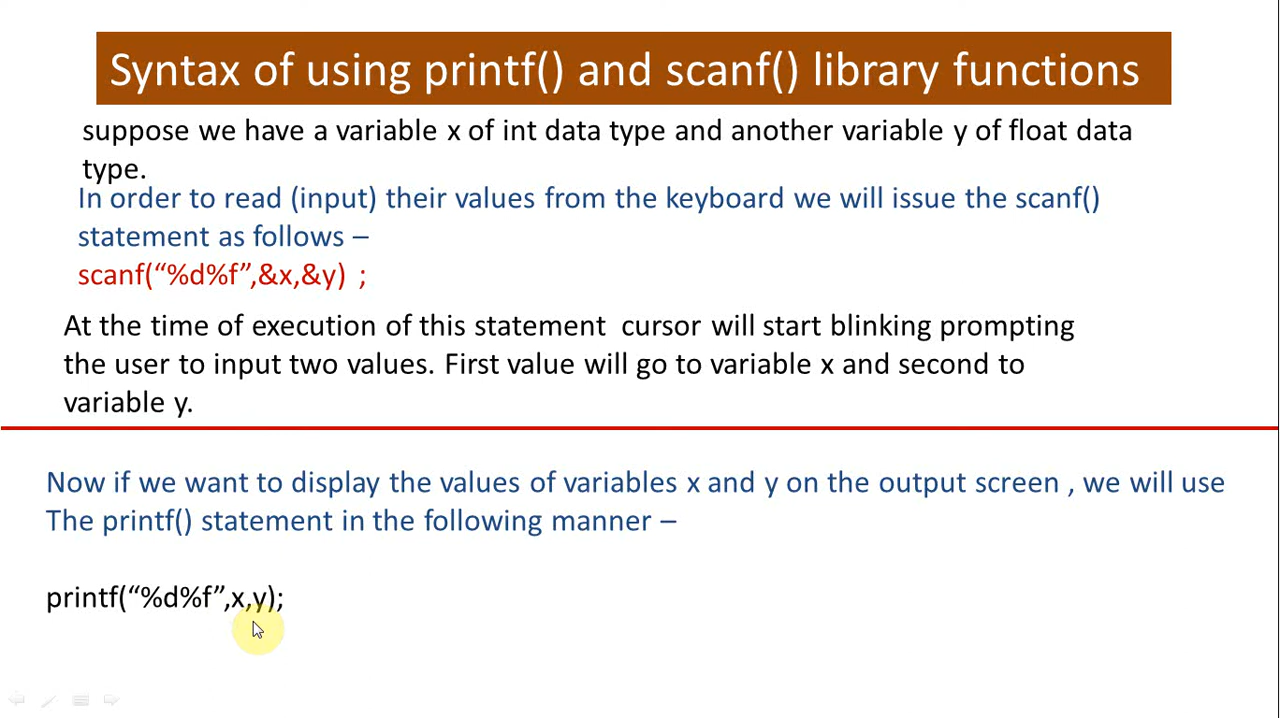 Syntax of using printf() and scanf() library functions
suppose we have a variable x of int data type and another variable y of float data
type.
In order to read (input) their values from the keyboard we will issue the scanf()
statement as follows –
scanf(“%d%f”,&x,&y) ;
At the time of execution of this statement  cursor will start blinking prompting
the user to input two values. First value will go to variable x and second to
variable y.
Now if we want to display the values of variables x and y on the output screen , we will use
The printf() statement in the following manner –
printf(“%d%f”,x,y);